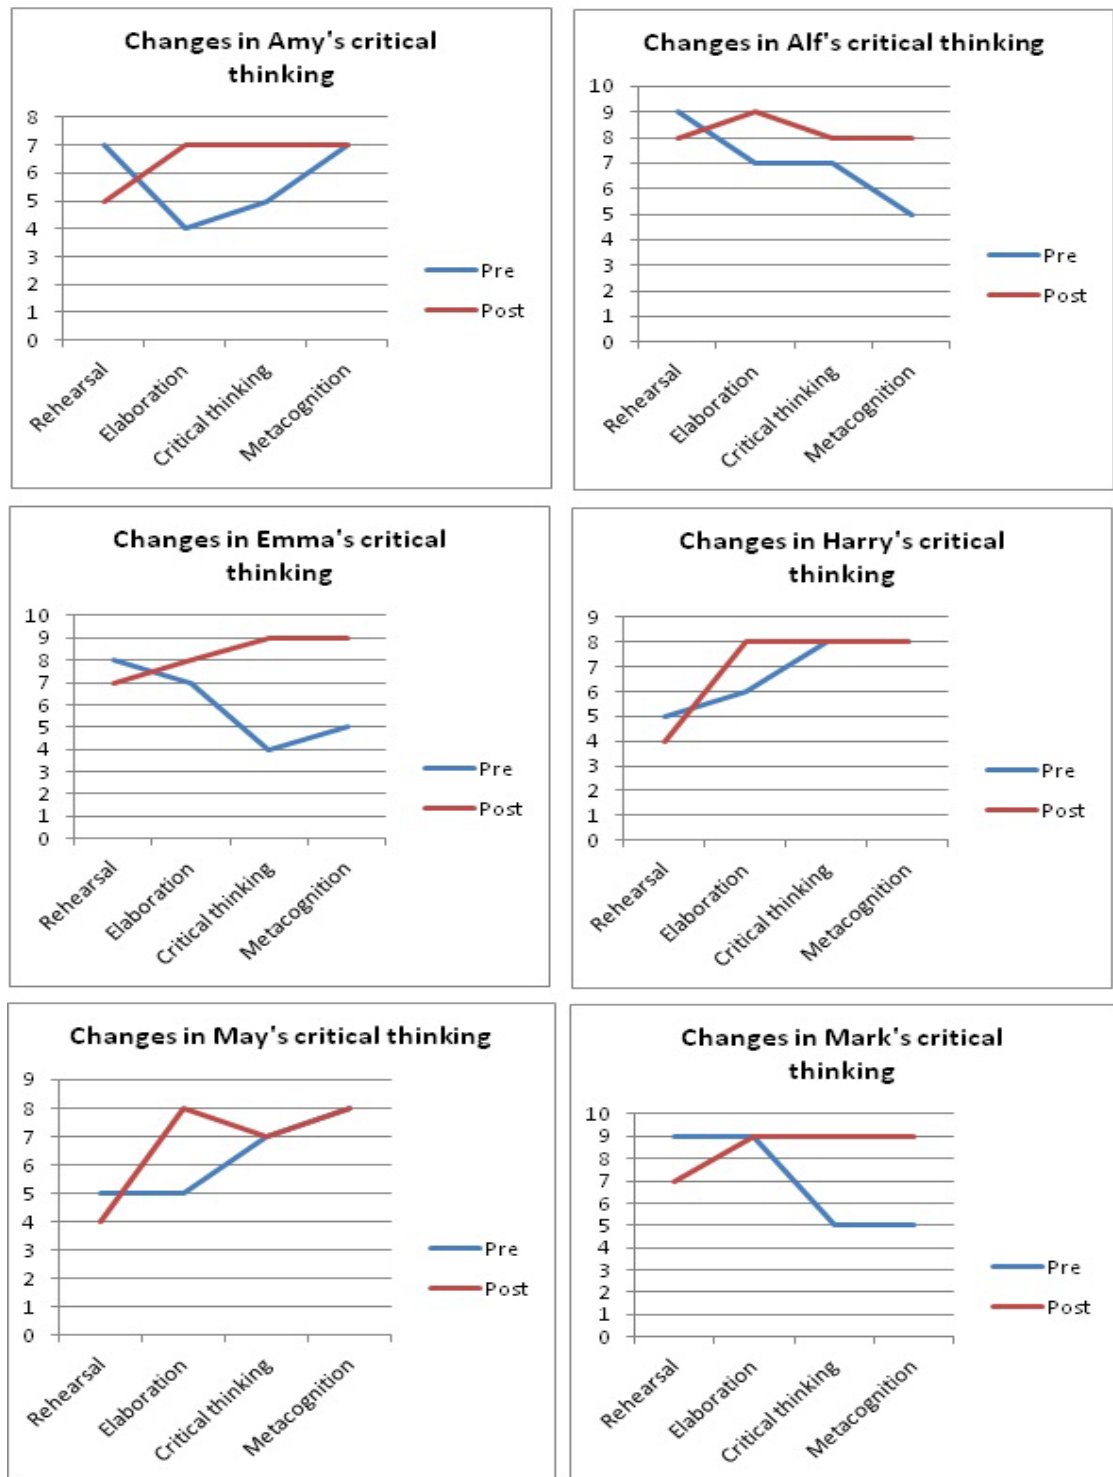 Changes in Amy's critical
thinking
8
7
6
5
4
3
2
1
0
Rehearsal
Elaboration
Critical thinking
Metacognition
Pre
Post
Changes in Alf's critical thinking
10
9
8
7
6
5
4
3
2
1
0
Rehearsal
Elaboration
Critical thinking
Metacognition
Pre
Post
Changes in Emma's critical
thinking
10
9
8
7
6
5
4
3
2
1
0
Rehearsal
Elaboration
Critical thinking
Metacognition
Pre
Post
Changes in Harry's critical
thinking
9
8
7
6
5
4
3
2
1
0
Rehearsal
Elaboration
Critical thinking
Metacognition
Pre
Post
Changes in May's critical thinking
9
8
7
6
5
4
3
2
1
0
Rehearsal
Elaboration
Critical thinking
Metacognition
Pre
Post
Changes in Mark's critical
thinking
10
9
8
7
6
5
4
3
2
1
0
Rehearsal
Elaboration
Critical thinking
Metacognition
Pre
Post